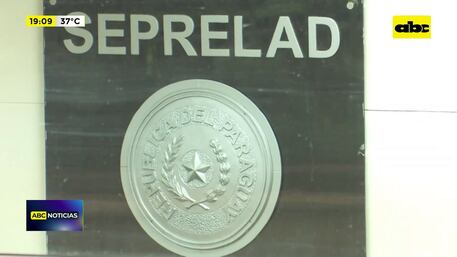 19:09 37°C
abc
SEPRELAD
REPUBLICA DEL PARAGUAY
ABC NOTICIAS